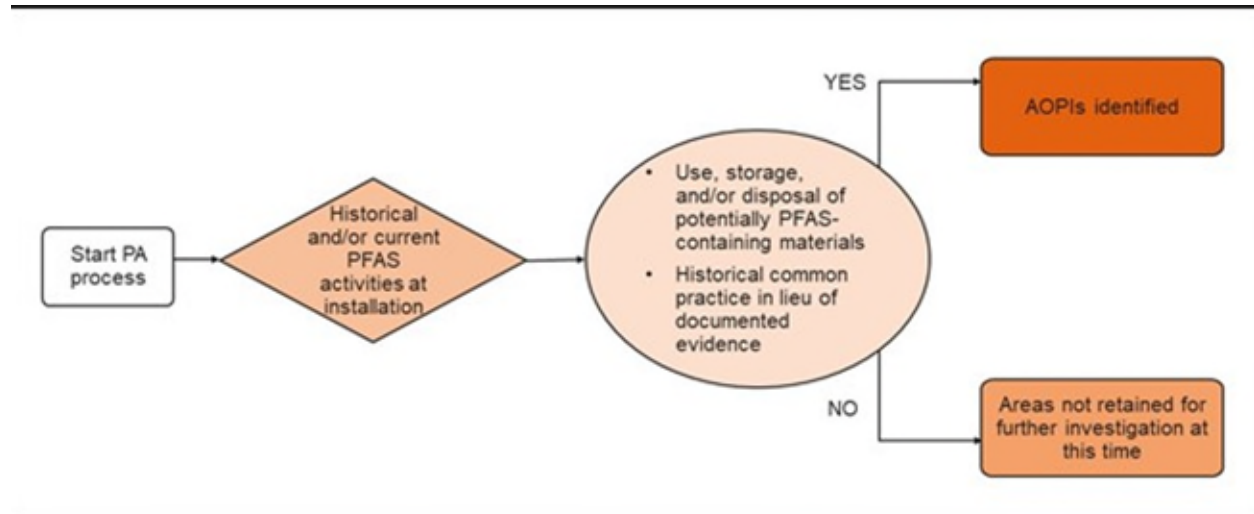 Start PA
process
Historical
and/or current
PFAS
activities at
installation
• Use, storage,
and/or disposal of
potentially PFAS-
containing materials
• Historical common
practice in lieu of
documented
evidence
YES
AOPIs identified
NO
Areas not retained for
further investigation at
this time